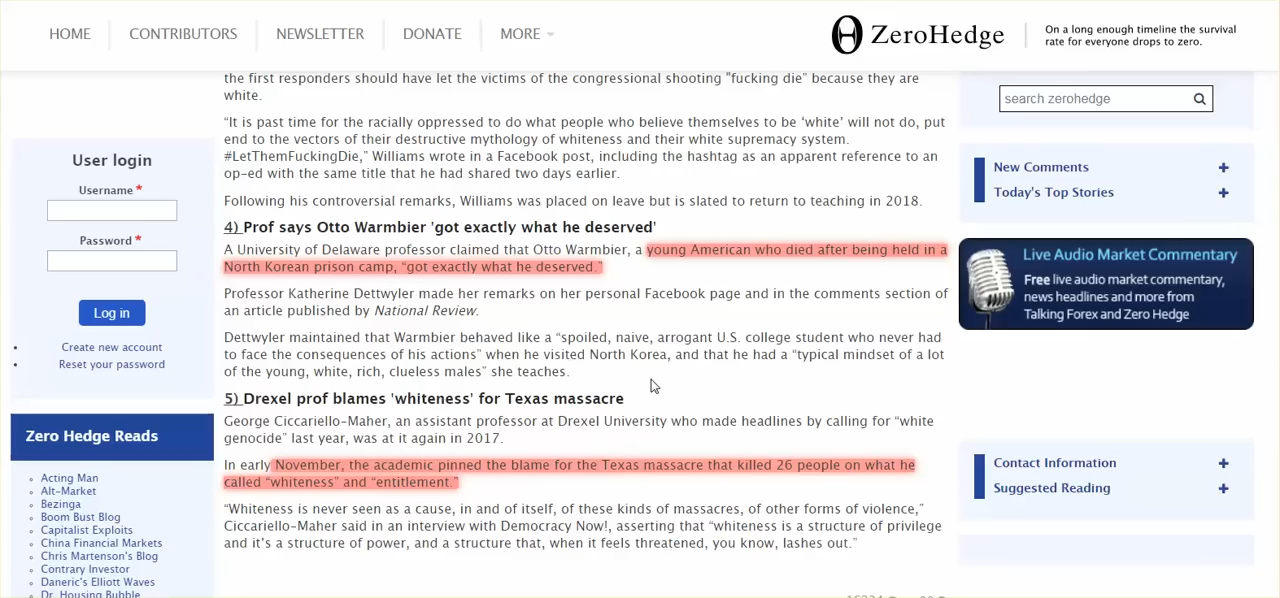 HOME
CONTRIBUTORS
NEWSLETTER
DONATE
MORE
ZeroHedge
On a long enough timeline the survival
rate for everyone drops to zero.
User login
Username *
Password *
Log in
Create new account
Reset your password
Zero Hedge Reads
Acting Man
Alt-Market
Bezinga
Boom Bust Blog
Capitalist Exploits
China Financial Markets
Chris Martenson's Blog
Contrary Investor
Daneric's Elliott Waves
Dr. Housing Bubble
the first responders should have let the victims of the congressional shooting "fucking die" because they are
white.
“It is past time for the racially oppressed to do what people who believe themselves to be ‘white’ will not do, put
end to the vectors of their destructive mythology of whiteness and their white supremacy system.
#LetThemFuckingDie,” Williams wrote in a Facebook post, including the hashtag as an apparent reference to an
op-ed with the same title that he had shared two days earlier.
Following his controversial remarks, Williams was placed on leave but is slated to return to teaching in 2018.
4) Prof says Otto Warmbier 'got exactly what he deserved'
A University of Delaware professor claimed that Otto Warmbier, a young American who died after being held in a
North Korean prison camp, “got exactly what he deserved.”
Professor Katherine Dettwyler made her remarks on her personal Facebook page and in the comments section of
an article published by National Review.
Dettwyler maintained that Warmbier behaved like a “spoiled, naive, arrogant U.S. college student who never had
to face the consequences of his actions” when he visited North Korea, and that he had a “typical mindset of a lot
of the young, white, rich, clueless males” she teaches.
5) Drexel prof blames 'whiteness' for Texas massacre
George Ciccariello-Maher, an assistant professor at Drexel University who made headlines by calling for “white
genocide” last year, was at it again in 2017.
In early November, the academic pinned the blame for the Texas massacre that killed 26 people on what he
called “whiteness” and “entitlement.”
“Whiteness is never seen as a cause, in and of itself, of these kinds of massacres, of other forms of violence,”
Ciccariello-Maher said in an interview with Democracy Now!, asserting that “whiteness is a structure of privilege
and it’s a structure of power, and a structure that, when it feels threatened, you know, lashes out.”
search zerohedge
New Comments +
Today's Top Stories +
Live Audio Market Commentary
Free live audio market commentary,
news headlines and more from
Talking Forex and Zero Hedge
Contact Information +
Suggested Reading +